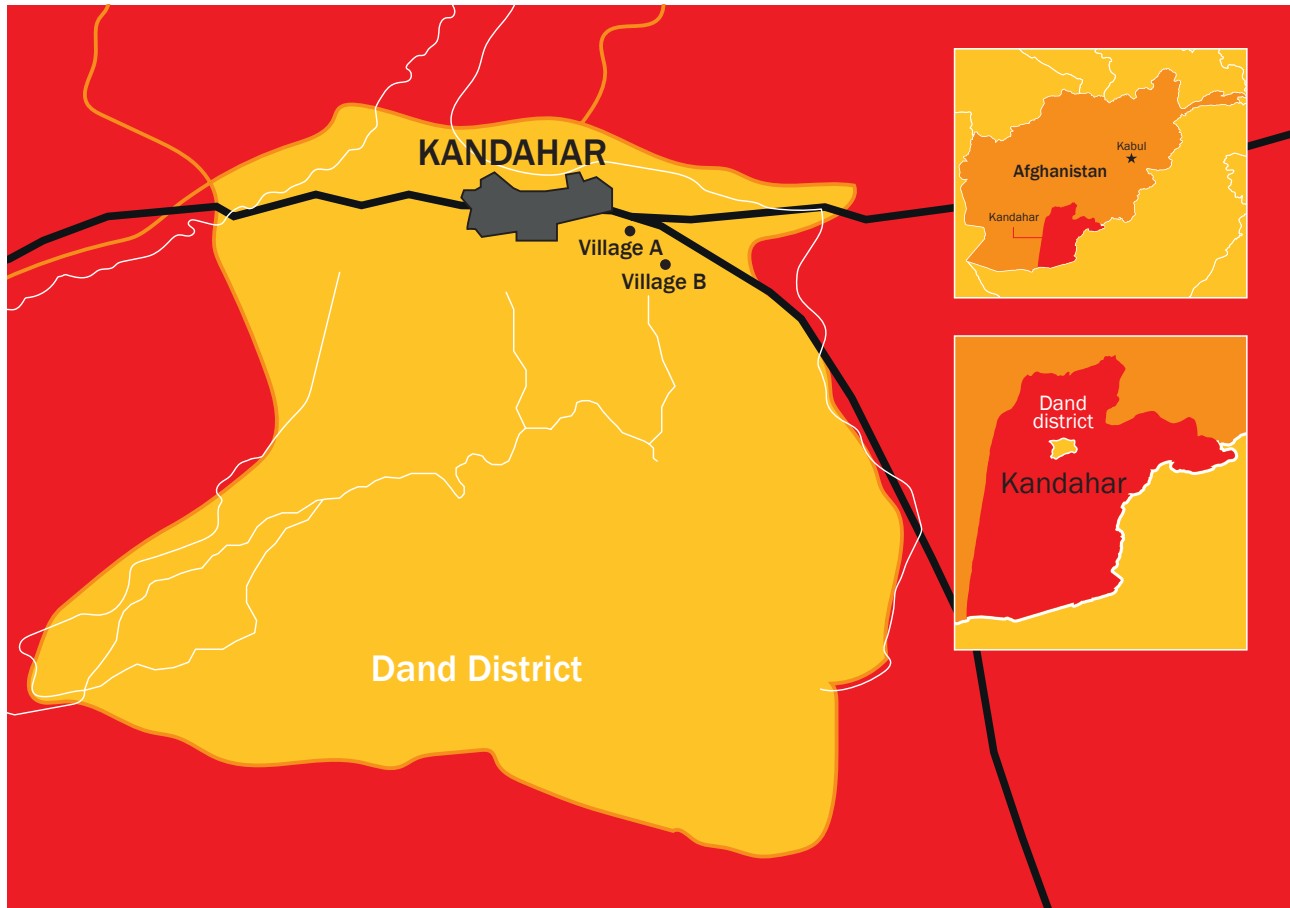 KANDAHAR
Village A
Village B
Dand District
Kabul
Afghanistan
Kandahar
Dand
district
Kandahar